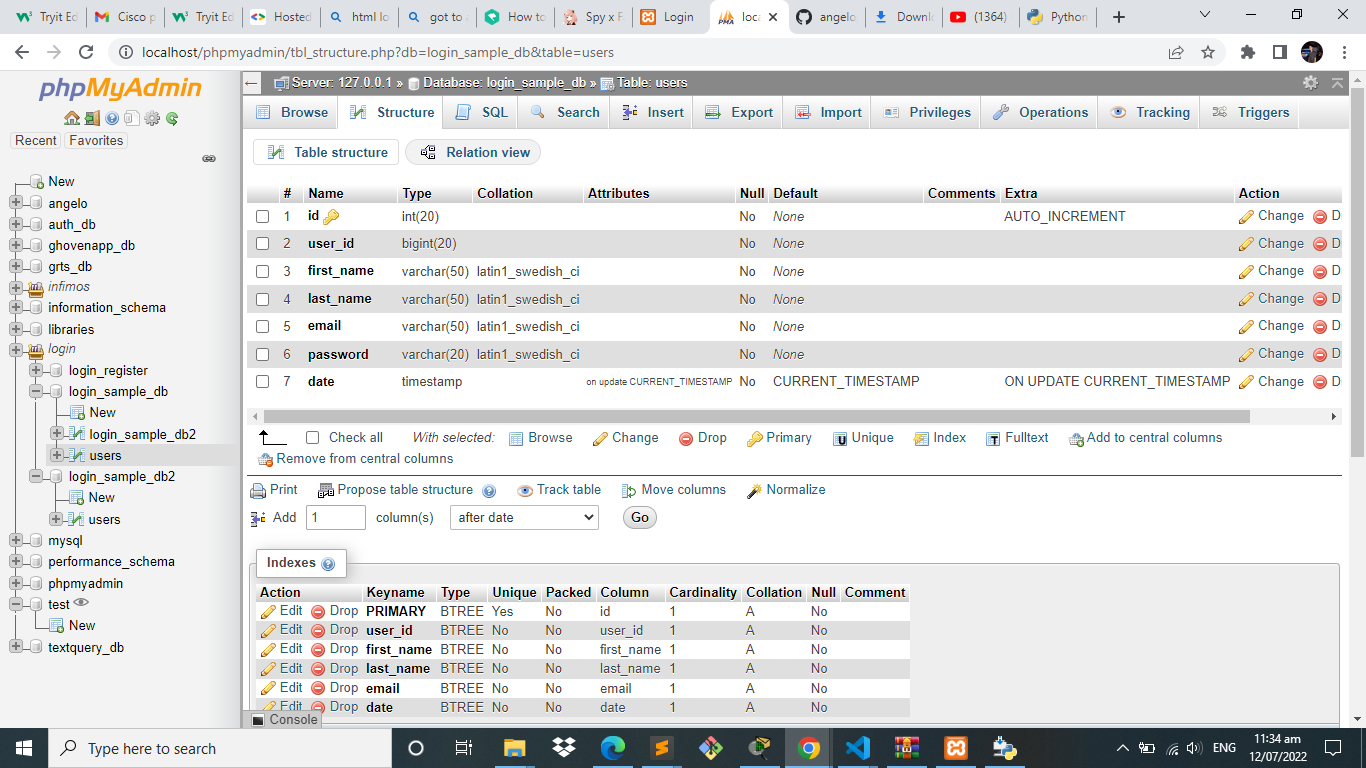 Tryit Ed
Cisco p
Tryit Ed
Hosted
html lo
got to a
How to
Spy x F
Login
loca
angelo
Downl
(1364)
Python
localhost/phpmyadmin/tbl_structure.php?db=login_sample_db&table=users
phpMyAdmin
Recent Favorites
New
angelo
auth_db
ghovenapp_db
grts_db
infimos
information_schema
libraries
login
login_register
login_sample_db
New
login_sample_db2
users
login_sample_db2
New
users
mysql
performance_schema
phpmyadmin
test
New
textquery_db
Server: 127.0.0.1 » Database: login_sample_db » Table: users
Browse Structure SQL Search Insert Export Import Privileges Operations Tracking Triggers
Table structure Relation view
# Name Type Collation Attributes Null Default Comments Extra Action
1 id int(20) No None AUTO_INCREMENT Change D
2 user_id bigint(20) No None Change D
3 first_name varchar(50) latin1_swedish_ci No None Change D
4 last_name varchar(50) latin1_swedish_ci No None Change D
5 email varchar(50) latin1_swedish_ci No None Change D
6 password varchar(20) latin1_swedish_ci No None Change D
7 date timestamp on update CURRENT_TIMESTAMP No CURRENT_TIMESTAMP ON UPDATE CURRENT_TIMESTAMP Change D
Check all With selected: Browse Change Drop Primary Unique Index Fulltext Add to central columns
Remove from central columns
Print Propose table structure Track table Move columns Normalize
Add 1 column(s) after date Go
Indexes
Action Keyname Type Unique Packed Column Cardinality Collation Null Comment
Edit Drop PRIMARY BTREE Yes No id 1 A No
Edit Drop user_id BTREE No No user_id 1 A No
Edit Drop first_name BTREE No No first_name 1 A No
Edit Drop last_name BTREE No No last_name 1 A No
Edit Drop email BTREE No No email 1 A No
Edit Drop date BTREE No No date 1 A No
Console
Type here to search
ENG
11:34 am
12/07/2022